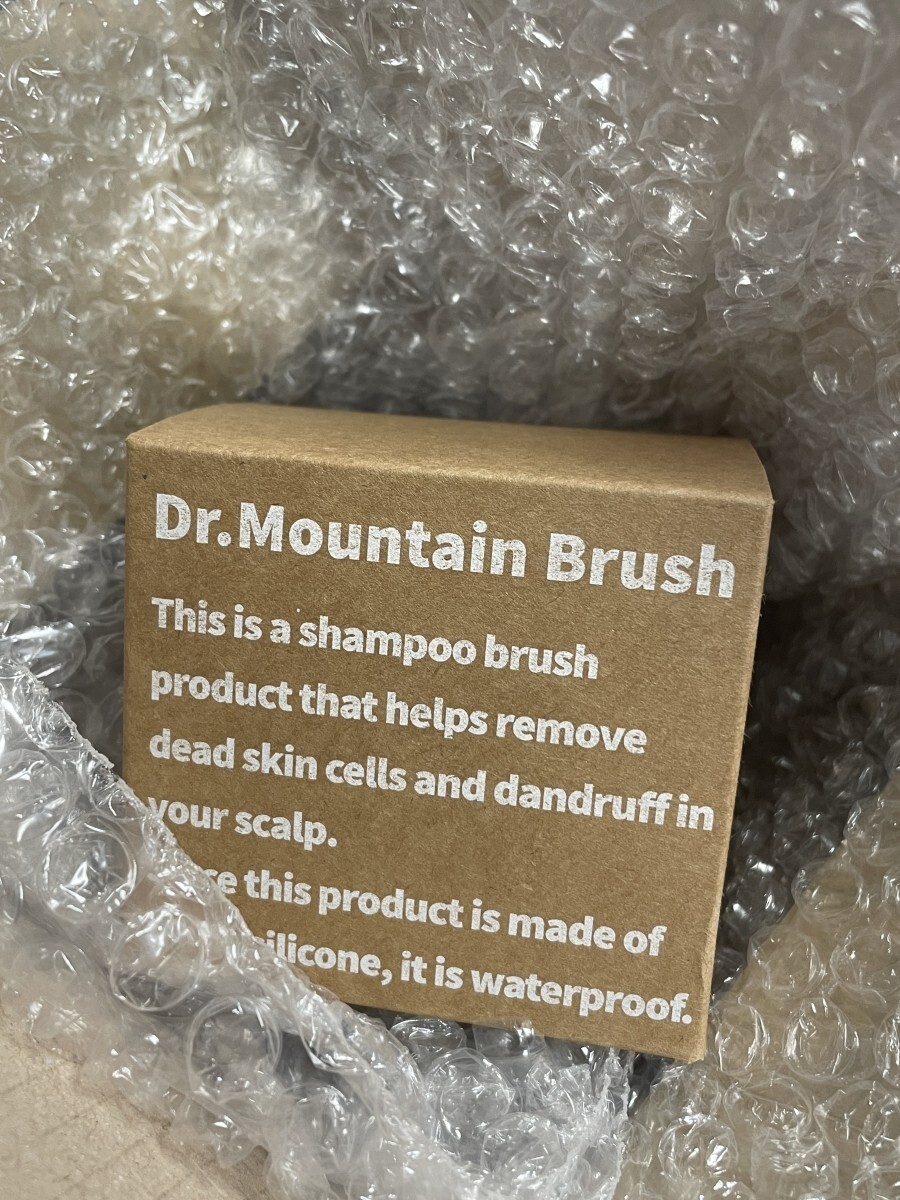 Dr.Mountain Brush
This is a shampoo brush
product that helps remove
dead skin cells and dandruff in
your scalp.
this product is made of
silicone, it is waterproof.